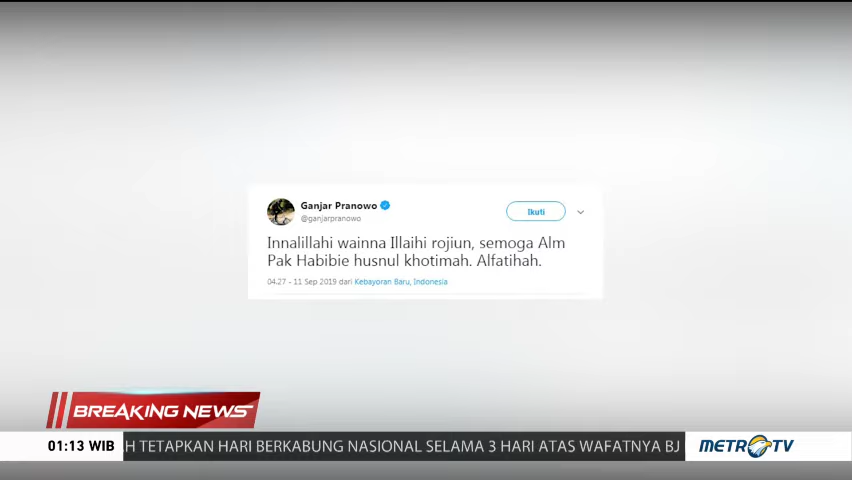 Ganjar Pranowo
@ganjarpranowo
Ikuti
Innalillahi wainna Illaihi rojiun, semoga Alm
Pak Habibie husnul khotimah. Alfatihah.
04.27 - 11 Sep 2019 dari Kebayoran Baru, Indonesia
BREAKING NEWS
01:13 WIB
AH TETAPKAN HARI BERKABUNG NASIONAL SELAMA 3 HARI ATAS WAFATNYA BJ
METRO TV